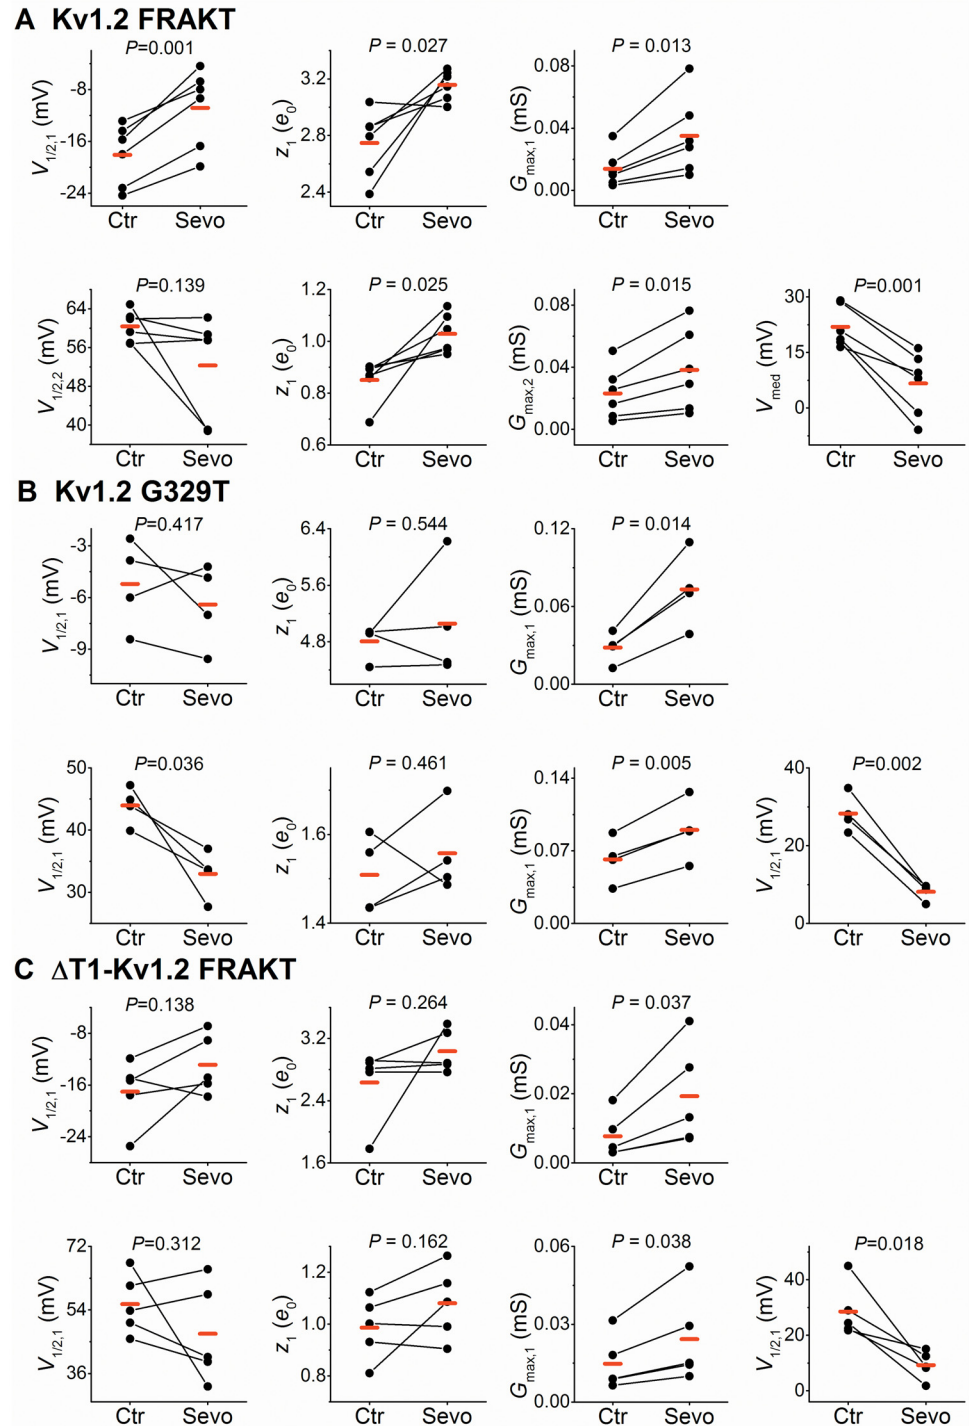 A Kv1.2 FRAKT
P=0.001
P = 0.027
P = 0.013
V1/2,1 (mV)
-8
-16
-24
Ctr Sevo
z1 (e0)
3.2
2.8
2.4
Ctr Sevo
Gmax,1 (mS)
0.08
0.04
0.00
Ctr Sevo
P=0.139
P = 0.025
P = 0.015
P=0.001
V1/2,2 (mV)
64
56
48
40
Ctr Sevo
z1 (e0)
1.2
1.0
0.8
0.6
Ctr Sevo
Gmax,2 (mS)
0.08
0.04
0.00
Ctr Sevo
Vmed (mV)
30
15
0
Ctr Sevo
B Kv1.2 G329T
P=0.417
P = 0.544
P = 0.014
V1/2,1 (mV)
-3
-6
-9
Ctr Sevo
z1 (e0)
6.4
5.6
4.8
Ctr Sevo
Gmax,1 (mS)
0.12
0.06
0.00
Ctr Sevo
P=0.036
P = 0.461
P = 0.005
P=0.002
V1/2,1 (mV)
50
40
30
Ctr Sevo
z1 (e0)
1.6
1.4
Ctr Sevo
Gmax,1 (mS)
0.14
0.07
0.00
Ctr Sevo
V1/2,1 (mV)
40
20
0
Ctr Sevo
C ΔT1-Kv1.2 FRAKT
P=0.138
P = 0.264
P = 0.037
V1/2,1 (mV)
-8
-16
-24
Ctr Sevo
z1 (e0)
3.2
2.4
1.6
Ctr Sevo
Gmax,1 (mS)
0.04
0.02
0.00
Ctr Sevo
P=0.312
P = 0.162
P = 0.038
P=0.018
V1/2,1 (mV)
72
54
36
Ctr Sevo
z1 (e0)
1.2
1.0
0.8
Ctr Sevo
Gmax,1 (mS)
0.06
0.03
0.00
Ctr Sevo
V1/2,1 (mV)
40
20
0
Ctr Sevo